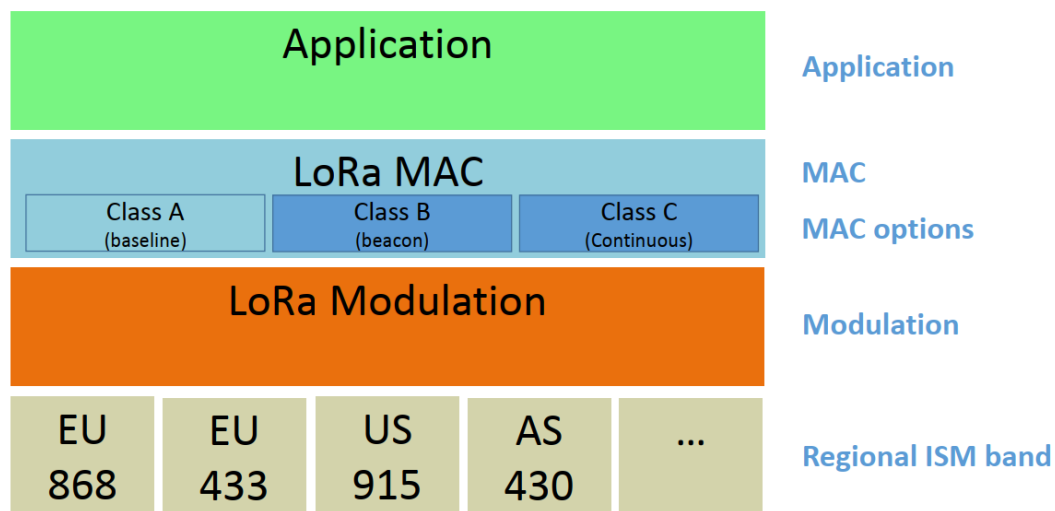 Application
Application
LoRa MAC
MAC
Class A
(baseline)
Class B
(beacon)
Class C
(Continuous)
MAC options
LoRa Modulation
Modulation
EU
868
EU
433
US
915
AS
430
...
Regional ISM band